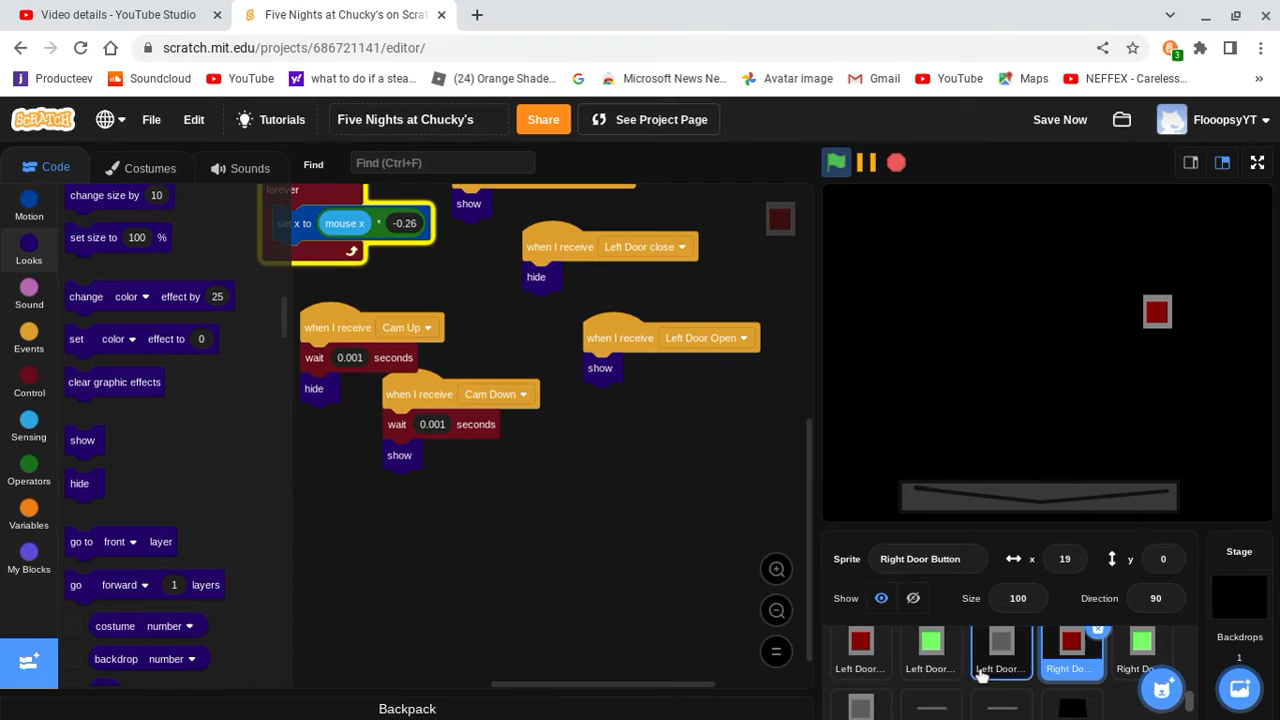 Video details - YouTube Studio
Five Nights at Chucky's on Scrat
scratch.mit.edu/projects/686721141/editor/
3
Producteev
Soundcloud
YouTube
what to do if a stea...
(24) Orange Shade...
Microsoft News Ne...
Avatar image
Gmail
YouTube
Maps
NEFFEX - Careless...
»
SCRATCH
File
Edit
Tutorials
Five Nights at Chucky's
Share
See Project Page
Save Now
FlooopsyYT
Code
Costumes
Sounds
Find
Find (Ctrl+F)
Motion
Looks
Sound
Events
Control
Sensing
Operators
Variables
My Blocks
change size by 10
set size to 100 %
change color effect by 25
set color effect to 0
clear graphic effects
show
hide
go to front layer
go forward 1 layers
costume number
backdrop number
forever
set x to mouse x * -0.26
show
when I receive Left Door close
hide
when I receive Cam Up
wait 0.001 seconds
hide
when I receive Cam Down
wait 0.001 seconds
show
when I receive Left Door Open
show
Backpack
Sprite Right Door Button x 19 y 0
Show Size 100 Direction 90
Left Door...
Left Door...
Left Door...
Right Do...
Right Do
Stage
Backdrops
1